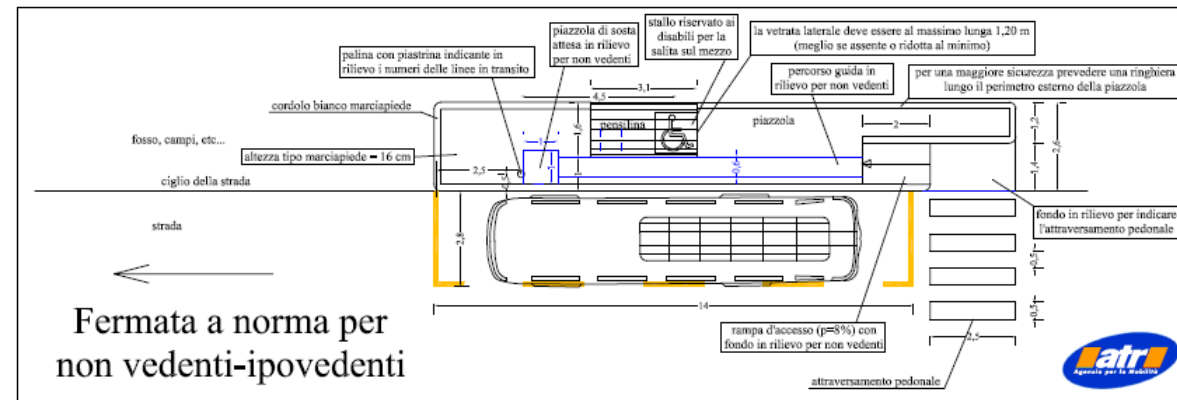 piazzola di sosta
attesa in rilievo
per non vedenti
stallo riservato ai
disabili per la
salita sul mezzo
la vetrata laterale deve essere al massimo lunga 1,20 m
(meglio se assente o ridotta al minimo)
palina con piastrina indicante in
rilievo i numeri delle linee in transito
percorso guida in
rilievo per non vedenti
per una maggiore sicurezza prevedere una ringhiera
lungo il perimetro esterno della piazzola
3,1
4,5
cordolo bianco marciapiede
1,6
pensilina
piazzola
2
1,2
2,6
fosso, campi, etc...
1
altezza tipo marciapiede = 16 cm
2,5
0,5
1
1
0,6
1,4
ciglio della strada
strada
2,8
fondo in rilievo per indicare
l'attraversamento pedonale
0,5
14
0,5
2,5
Fermata a norma per
non vedenti-ipovedenti
rampa d'accesso (p=8%) con
fondo in rilievo per non vedenti
attraversamento pedonale
atr
Agenzia per la Mobilità